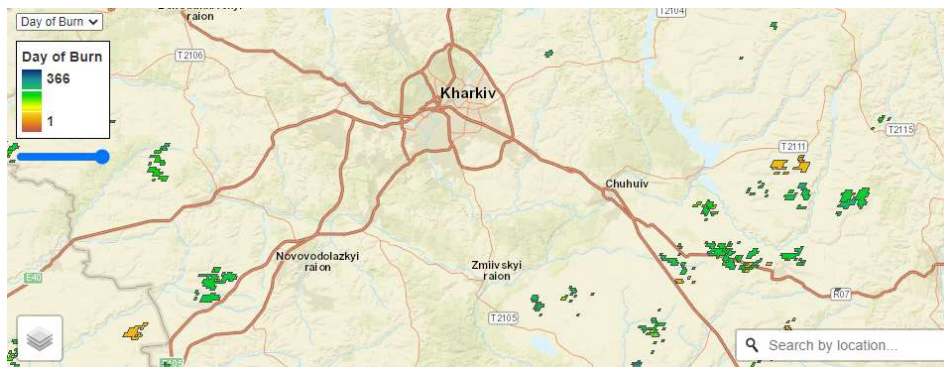 Day of Burn
raion
T2104
T2106
Day of Burn
366
1
Kharkiv
T2115
T2111
Chuhuiv
Novovodolazkyi
raion
Zmiivskyi
raion
E40
R07
T2105
Search by location...